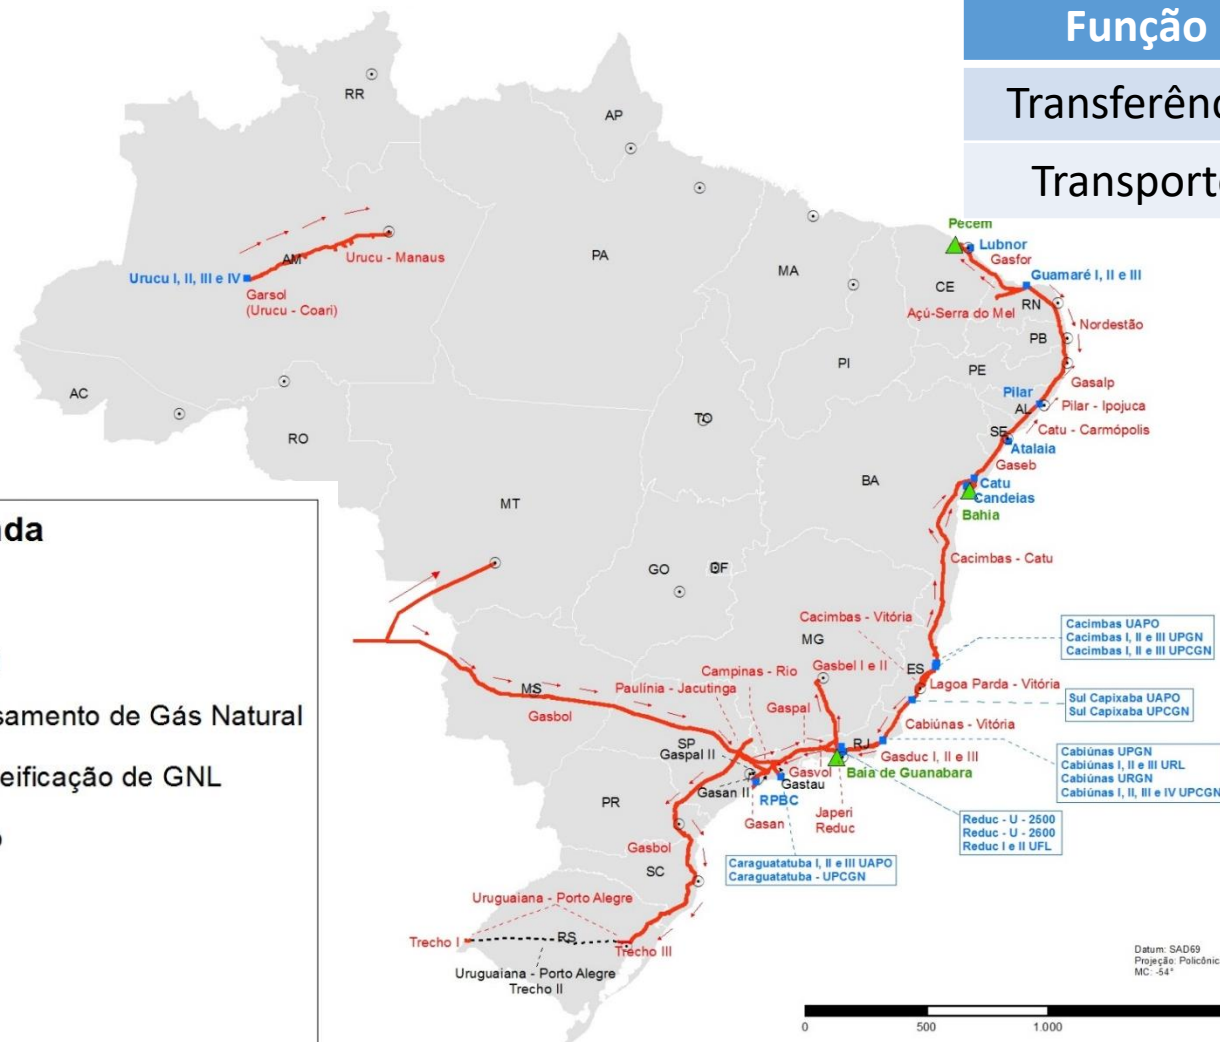 Função
Transferênc
Transporte
RR
AP
Pecém
Lubnor
Gasfor
AM
Urucu - Manaus
PA
MA
CE
Guamaré I, II e III
Urucu I, II, III e IV
Garsol
(Urucu - Coari)
Açú-Serra do Mel
RN
Nordestão
PB
PI
PE
Gasalp
AC
Pilar
AL
Pilar - Ipojuca
TO
RO
SE
Catu - Carmópolis
Atalaia
Gaseb
BA
Catu
Candeias
Bahia
MT
nda
GO
DF
Cacimbas - Catu
Cacimbas - Vitória
Cacimbas UAPO
Cacimbas I, II e III UPGN
Cacimbas I, II e III UPCGN
MG
Campinas - Rio
Gasbel I e II
ES
MS
Paulínia - Jacutinga
Lagoa Parda - Vitória
Sul Capixaba UAPO
Sul Capixaba UPCGN
Gasbol
Gaspal
Cabiúnas - Vitória
samento de Gás Natural
SP
Gaspal II
RJ
Gasduc I, II e III
Cabiúnas UPGN
Cabiúnas I, II e III URL
Cabiúnas URGN
Cabiúnas I, II, III e IV UPCGN
eificação de GNL
Gasvol
Baia de Guanabara
Gasan II
Gastau
PR
RPBC
Gasan
Japeri
Reduc
Reduc - U - 2500
Reduc - U - 2600
Reduc I e II UFL
o
Gasbol
SC
Caraguatatuba I, II e III UAPO
Caraguatatuba - UPCGN
Uruguaiana - Porto Alegre
Trecho I
RS
Trecho III
Uruguaiana - Porto Alegre
Trecho II
Datum: SAD69
Projeção: Policônic
MC: -54°
0 500 1.000